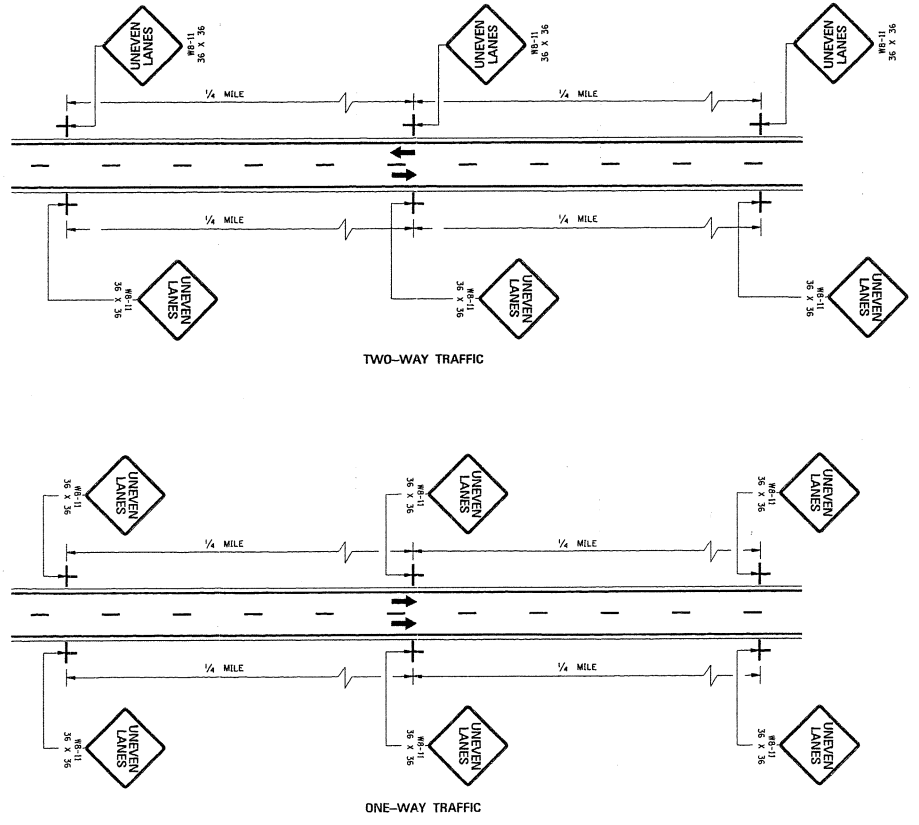 UNEVEN
LANES
W8-11
36 X 36
UNEVEN
LANES
W8-11
36 X 36
UNEVEN
LANES
W8-11
36 X 36
¼ MILE
¼ MILE
¼ MILE
¼ MILE
W8-11
36 X 36
UNEVEN
LANES
W8-11
36 X 36
UNEVEN
LANES
W8-11
36 X 36
UNEVEN
LANES
TWO-WAY TRAFFIC
W8-11
36 X 36
UNEVEN
LANES
W8-11
36 X 36
UNEVEN
LANES
W8-11
36 X 36
UNEVEN
LANES
¼ MILE
¼ MILE
¼ MILE
¼ MILE
W8-11
36 X 36
UNEVEN
LANES
W8-11
36 X 36
UNEVEN
LANES
W8-11
36 X 36
UNEVEN
LANES
ONE-WAY TRAFFIC